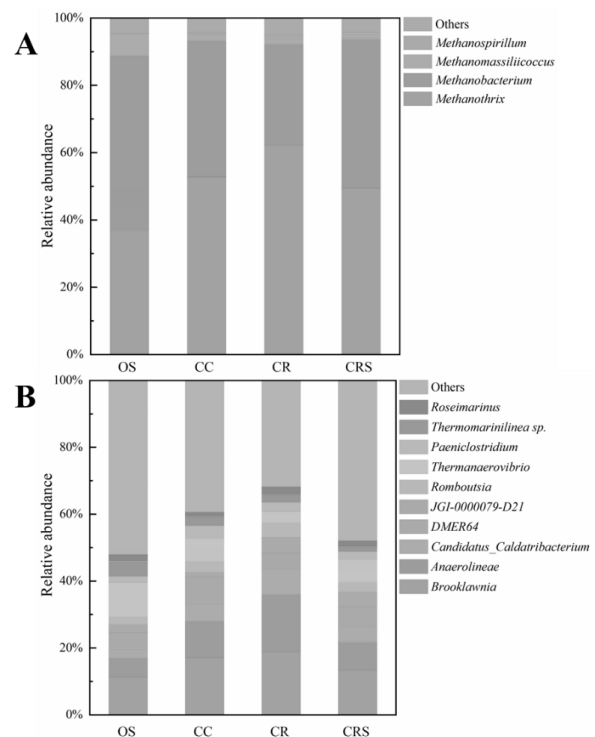 A
Relative abundance
100%
80%
60%
40%
20%
0%
OS CC CR CRS
Others
Methanospirillum
Methanomassiliicoccus
Methanobacterium
Methanothrix
B
Relative abundance
100%
80%
60%
40%
20%
0%
OS CC CR CRS
Others
Roseimarinus
Thermomarinilinea sp.
Paeniclostridium
Thermanaerovibrio
Romboutsia
JGI-0000079-D21
DMER64
Candidatus_Caldatribacterium
Anaerolineae
Brooklawnia